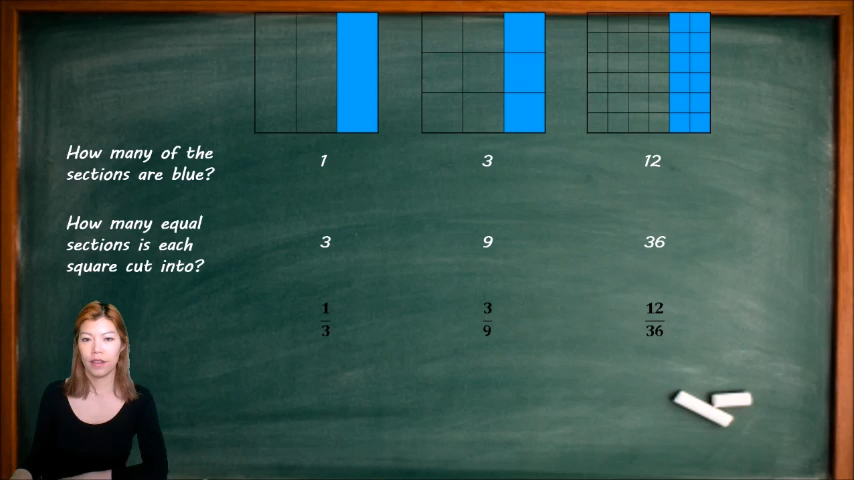 How many of the
sections are blue?
1 3 12
How many equal
sections is each
square cut into?
3 9 36
1/3 3/9 12/36